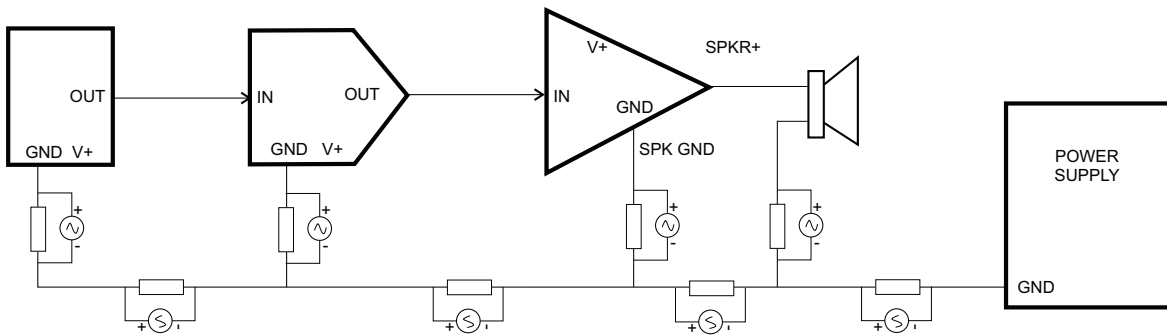 OUT
GND V+
IN
OUT
GND V+
V+
IN
GND
SPKR+
SPK GND
POWER
SUPPLY
GND
+
-
+
-
+
-
+
-
+ -
+ -
+ -
+ -